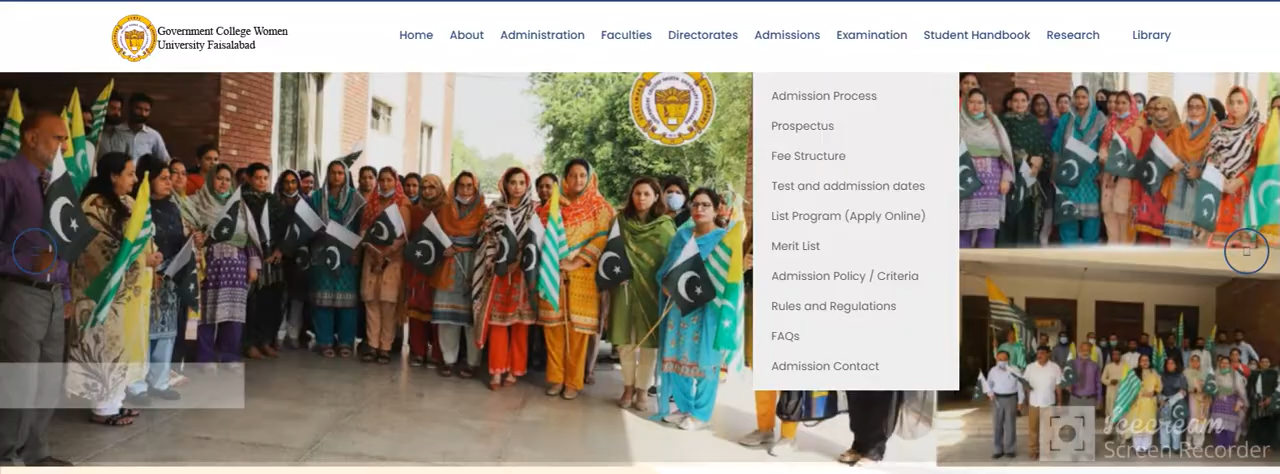 Government College Women
University Faisalabad
Home About Administration Faculties Directorates Admissions Examination Student Handbook Research Library
Admission Process
Prospectus
Fee Structure
Test and addmission dates
List Program (Apply Online)
Merit List
Admission Policy / Criteria
Rules and Regulations
FAQs
Admission Contact
Icecream
Screen Recorder